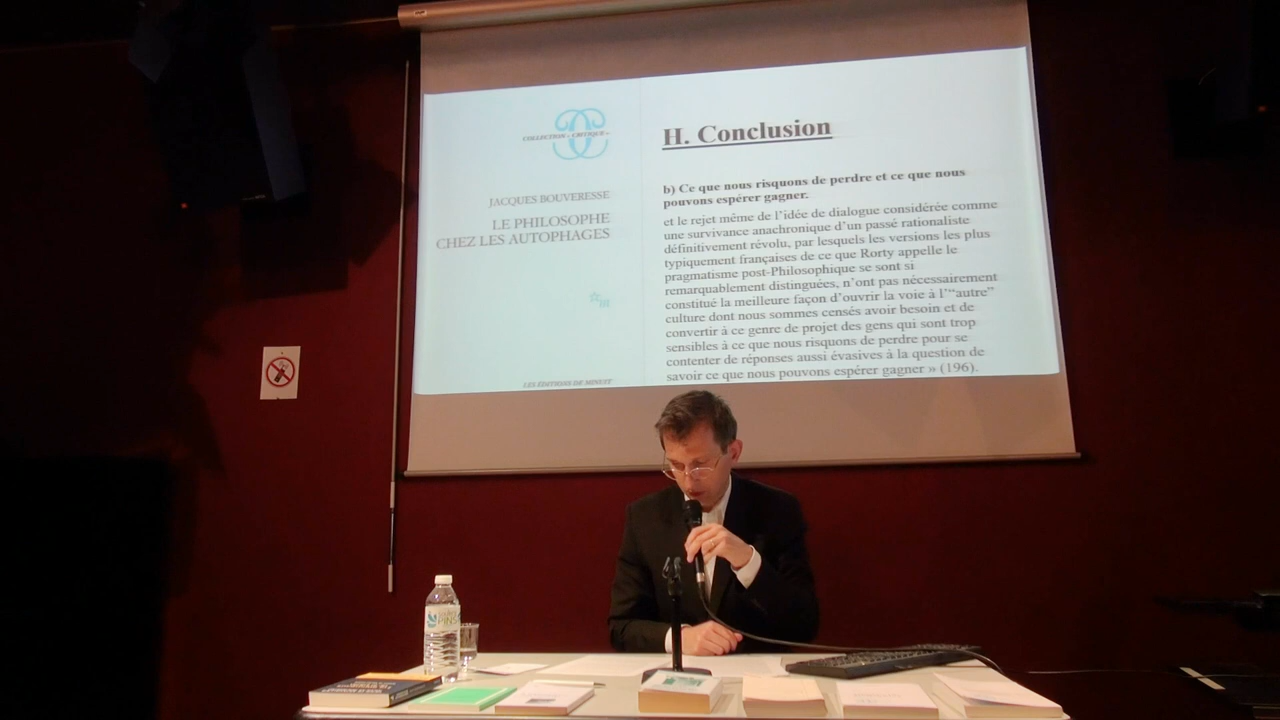 COLLECTION « CRITIQUE »
JACQUES BOUVERESSE
LE PHILOSOPHE
CHEZ LES AUTOPHAGES
LES ÉDITIONS DE MINUIT
H. Conclusion
b) Ce que nous risquons de perdre et ce que nous
pouvons espérer gagner.
et le rejet même de l’idée de dialogue considérée comme
une survivance anachronique d’un passé rationaliste
définitivement révolu, par lesquels les versions les plus
typiquement françaises de ce que Rorty appelle le
pragmatisme post-Philosophique se sont si
remarquablement distinguées, n’ont pas nécessairement
constitué la meilleure façon d’ouvrir la voie à l’“autre”
culture dont nous sommes censés avoir besoin et de
convertir à ce genre de projet des gens qui sont trop
sensibles à ce que nous risquons de perdre pour se
contenter de réponses aussi évasives à la question de
savoir ce que nous pouvons espérer gagner » (196).